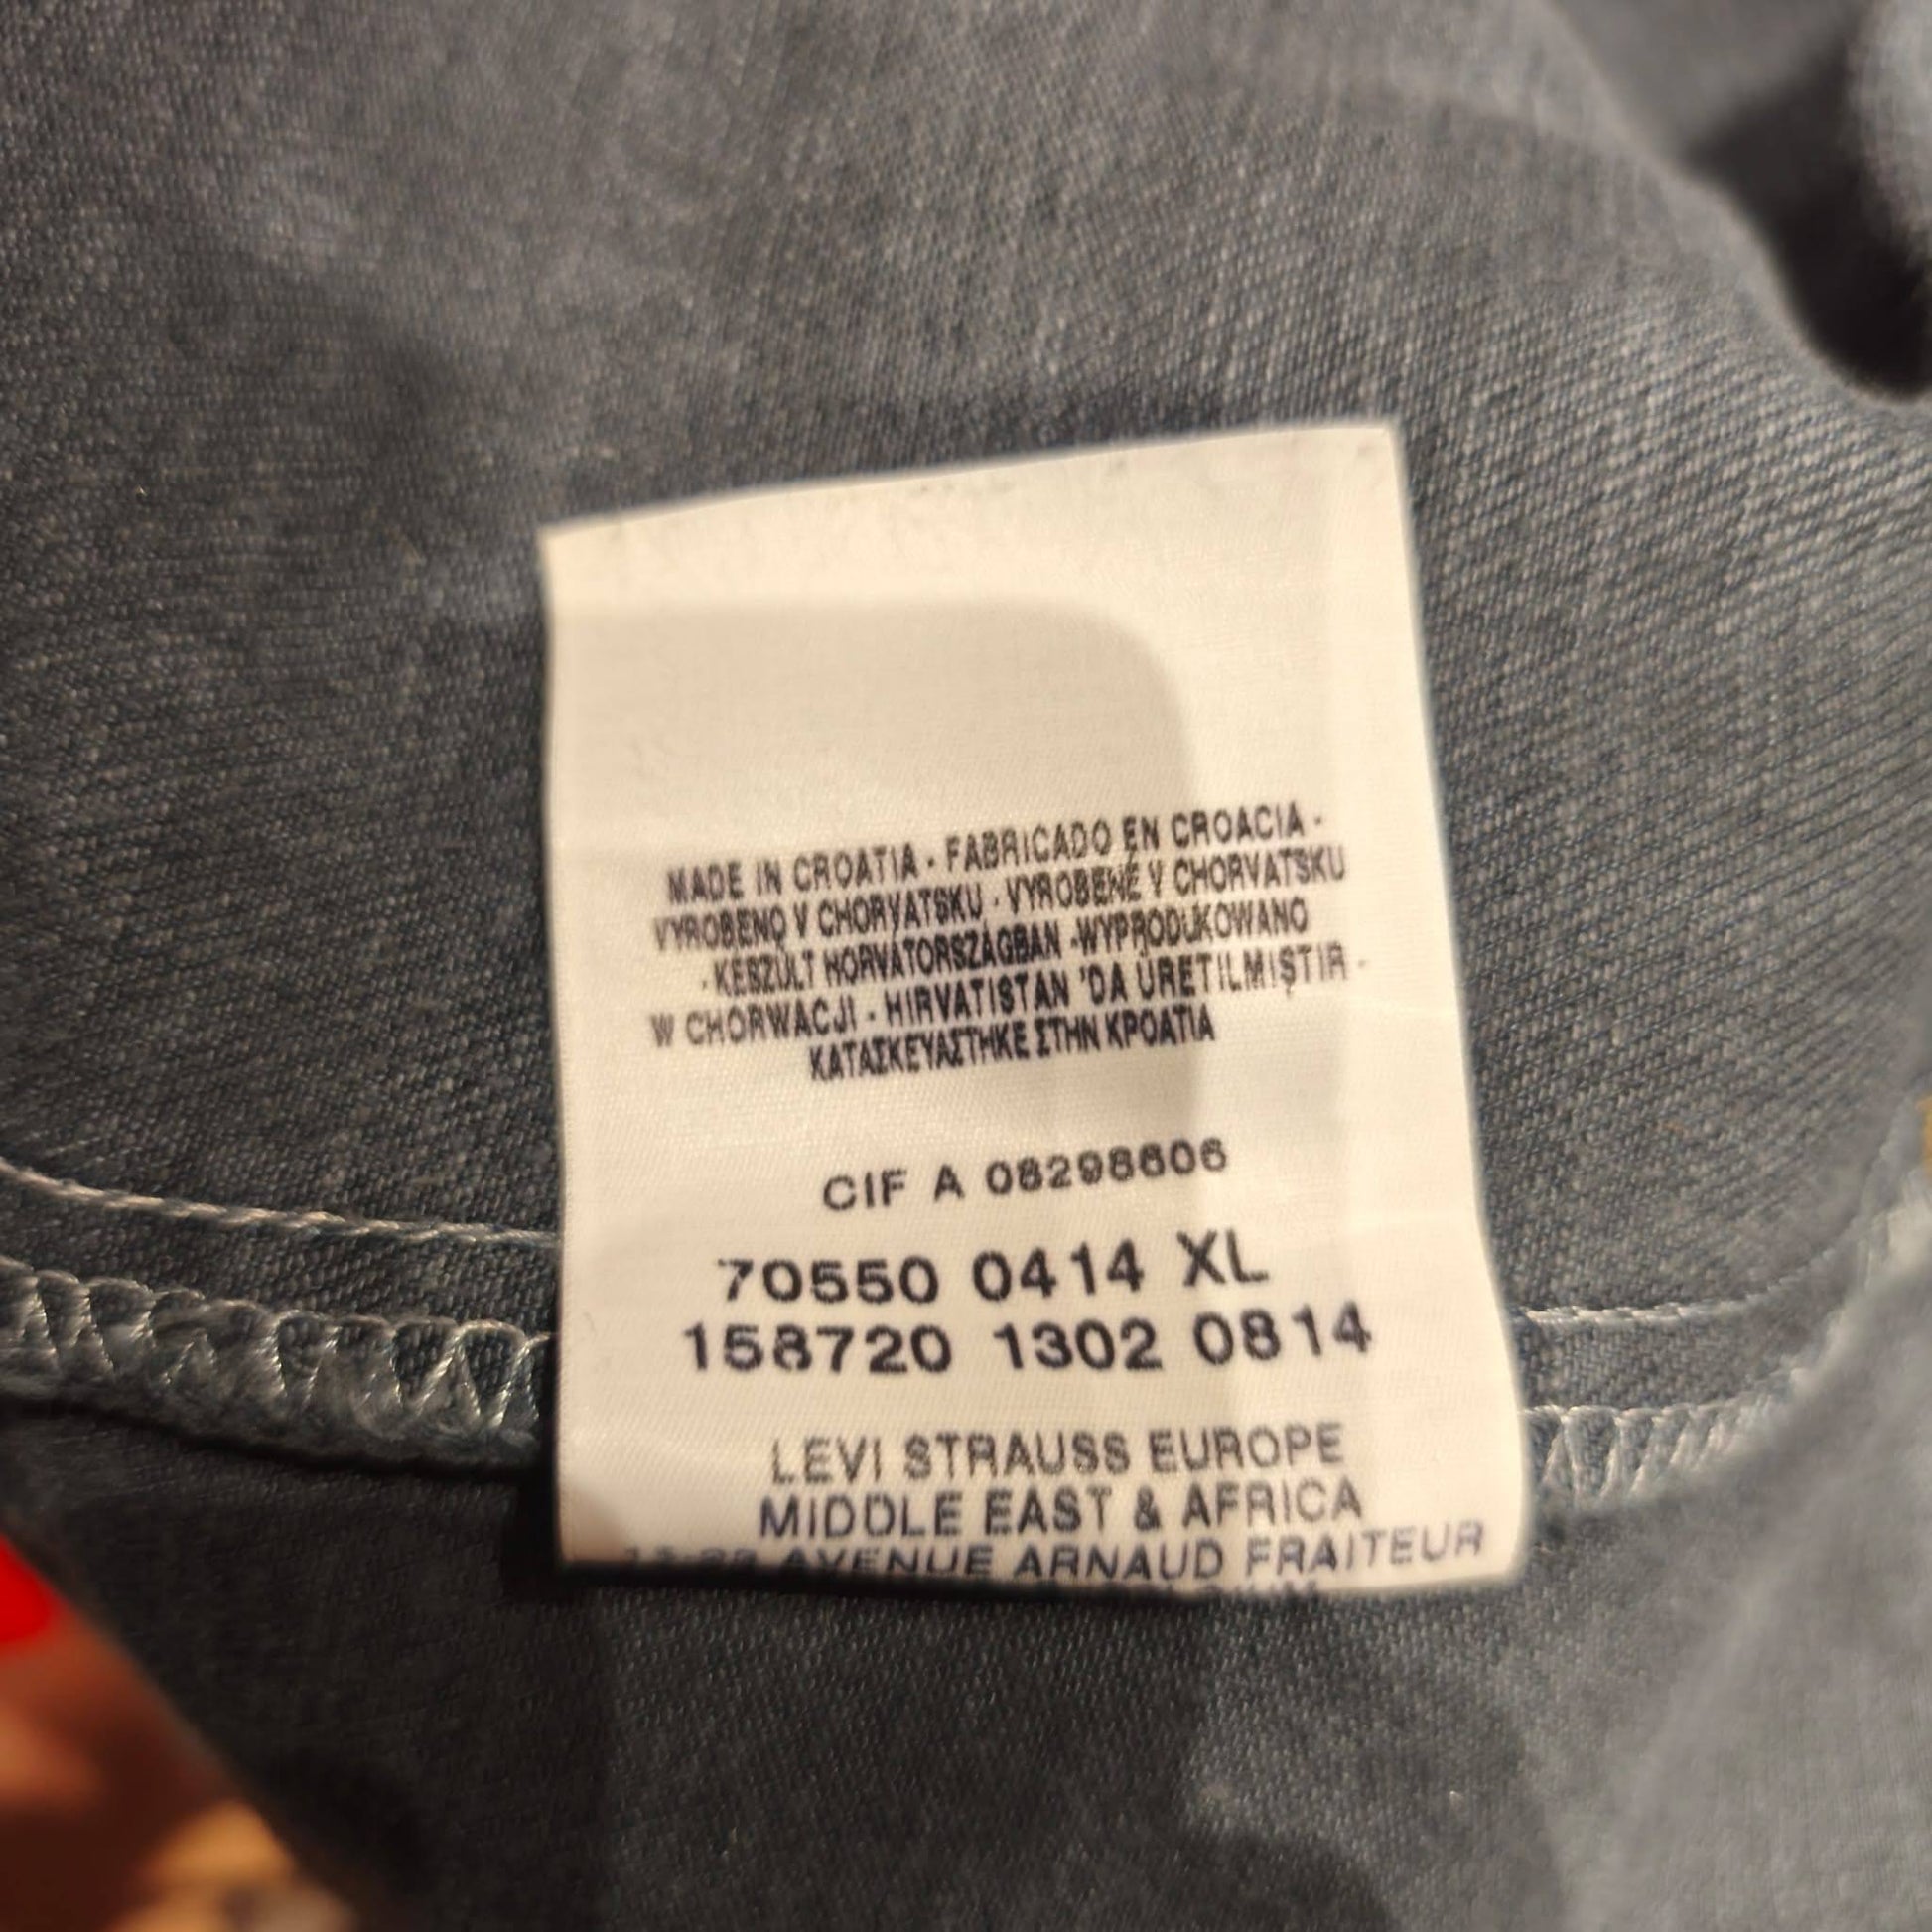 MADE IN CROATIA - FABRICADO EN CROACIA -
VYROBENO V CHORVATSKU - VYROBENÉ V CHORVATSKU
- KESZÜLT HORVÁTORSZÁGBAN -WYPRODUKOWANO
W CHORWACJI - HIRVATISTAN 'DA ÜRETILMIŞTIR -
ΚΑΤΑΣΚΕΥΑΣΤΗΚΕ ΣΤΗΝ ΚΡΟΑΤΙΑ
CIF A 08298606
70550 0414 XL
158720 1302 0814
LEVI STRAUSS EUROPE
MIDDLE EAST & AFRICA
AVENUE ARNAUD FRAITEUR